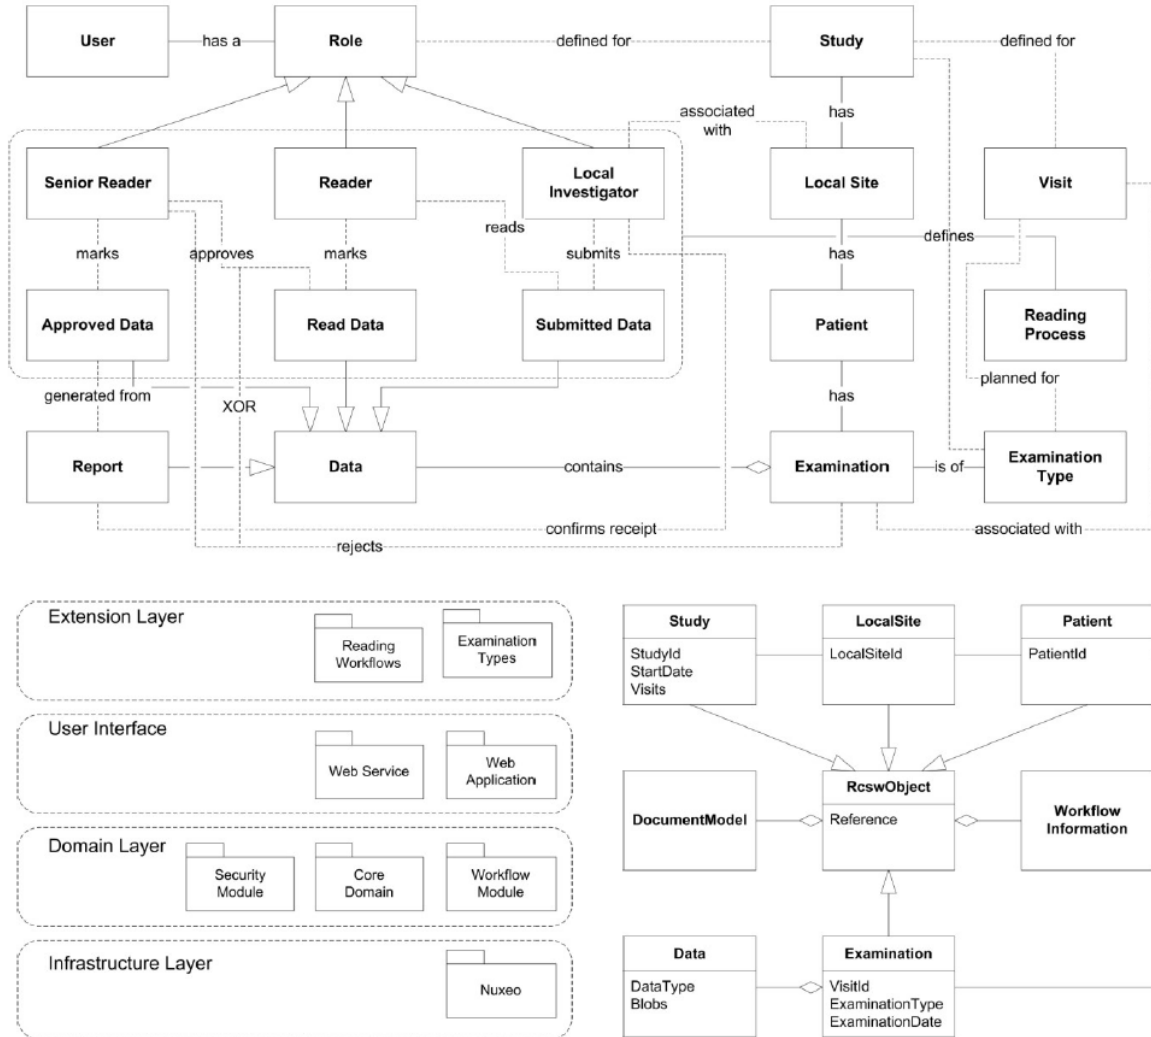 User
has a
Role
defined for
Study
defined for
associated
with
has
Senior Reader
Reader
Local
Investigator
Local Site
Visit
reads
defines
marks
approves
marks
submits
has
Approved Data
Read Data
Submitted Data
Patient
Reading
Process
generated from
planned for
XOR
has
Report
Data
contains
Examination
is of
Examination
Type
confirms receipt
associated with
rejects
Extension Layer
Reading
Workflows
Examination
Types
User Interface
Web Service
Web
Application
Domain Layer
Security
Module
Core
Domain
Workflow
Module
Infrastructure Layer
Nuxeo
Study
StudyId
StartDate
Visits
LocalSite
LocalSiteId
Patient
PatientId
DocumentModel
RcswObject
Reference
Workflow
Information
Data
DataType
Blobs
Examination
VisitId
ExaminationType
ExaminationDate